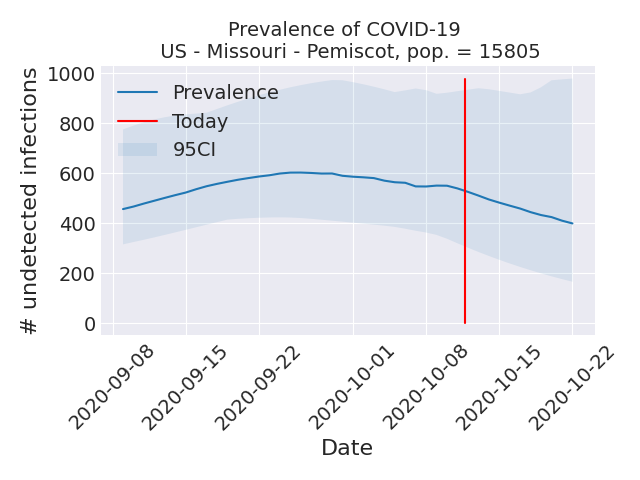 Prevalence of COVID-19
US - Missouri - Pemiscot, pop. = 15805
# undetected infections
1000
800
600
400
200
0
Prevalence
Today
95CI
2020-09-08
2020-09-15
2020-09-22
2020-10-01
2020-10-08
2020-10-15
2020-10-22
Date